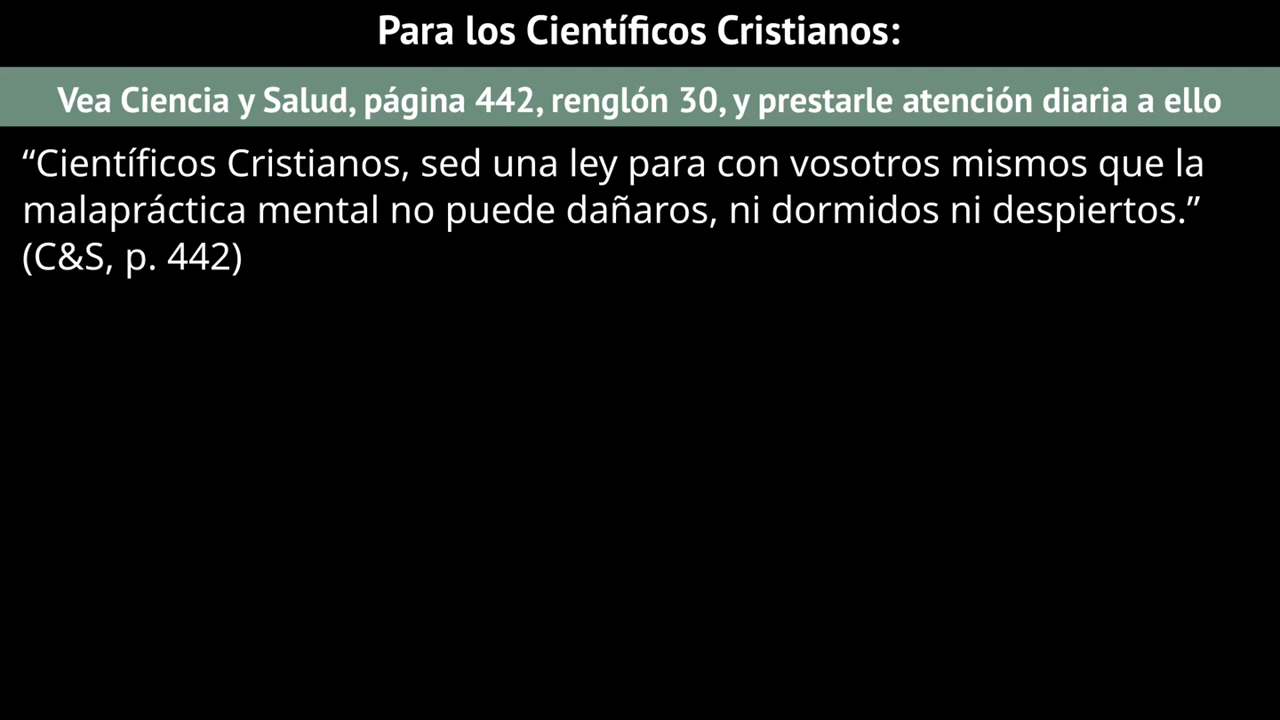 Para los Científicos Cristianos:
Vea Ciencia y Salud, página 442, renglón 30, y prestarle atención diaria a ello
“Científicos Cristianos, sed una ley para con vosotros mismos que la
malapráctica mental no puede dañaros, ni dormidos ni despiertos.”
(C&S, p. 442)